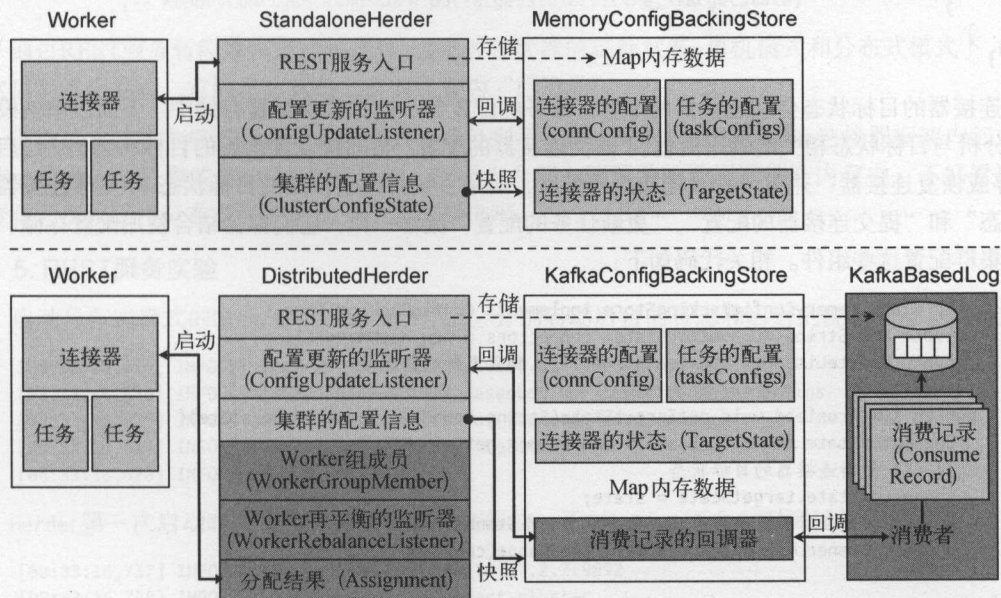 Worker
StandaloneHerder
MemoryConfigBackingStore
连接器
任务
任务
启动
REST服务入口
存储
Map内存数据
配置更新的监听器
(ConfigUpdateListener)
回调
连接器的配置
(connConfig)
任务的配置
(taskConfigs)
集群的配置信息
(ClusterConfigState)
快照
连接器的状态 (TargetState)
Worker
DistributedHerder
KafkaConfigBackingStore
KafkaBasedLog
连接器
任务
任务
启动
REST服务入口
存储
配置更新的监听器
(ConfigUpdateListener)
回调
连接器的配置
(connConfig)
任务的配置
(taskConfigs)
集群的配置信息
连接器的状态 (TargetState)
Worker组成员
(WorkerGroupMember)
Map内存数据
Worker再平衡的监听器
(WorkerRebalanceListener)
消费记录的回调器
分配结果 (Assignment)
快照
消费记录
(Consume
Record)
回调
消费者